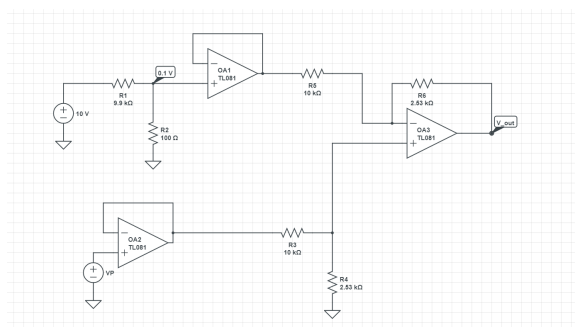 0.1 V
OA1
TL081
R1
9.9 kΩ
10 V
R2
100 Ω
R5
10 kΩ
R6
2.53 kΩ
OA3
TL081
V_out
OA2
TL081
VP
R3
10 kΩ
R4
2.53 kΩ